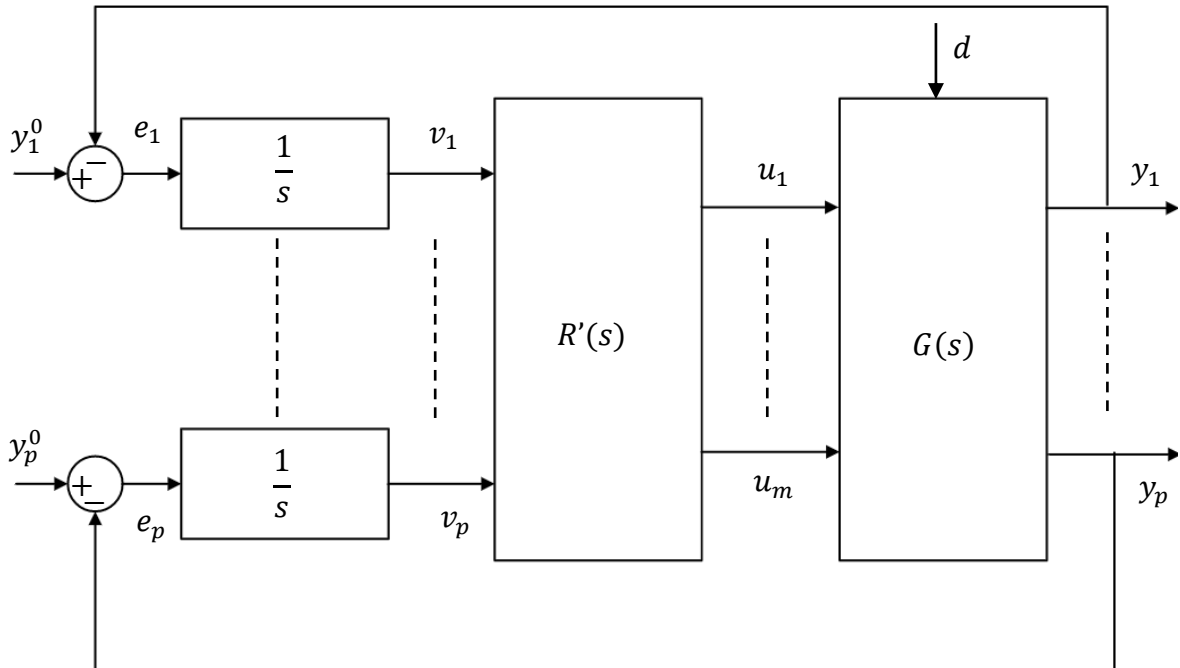 d
y_1^0
e_1
1/s
v_1
u_1
y_1
+
−
R’(s)
G(s)
y_p^0
e_p
1/s
v_p
u_m
y_p
+
−